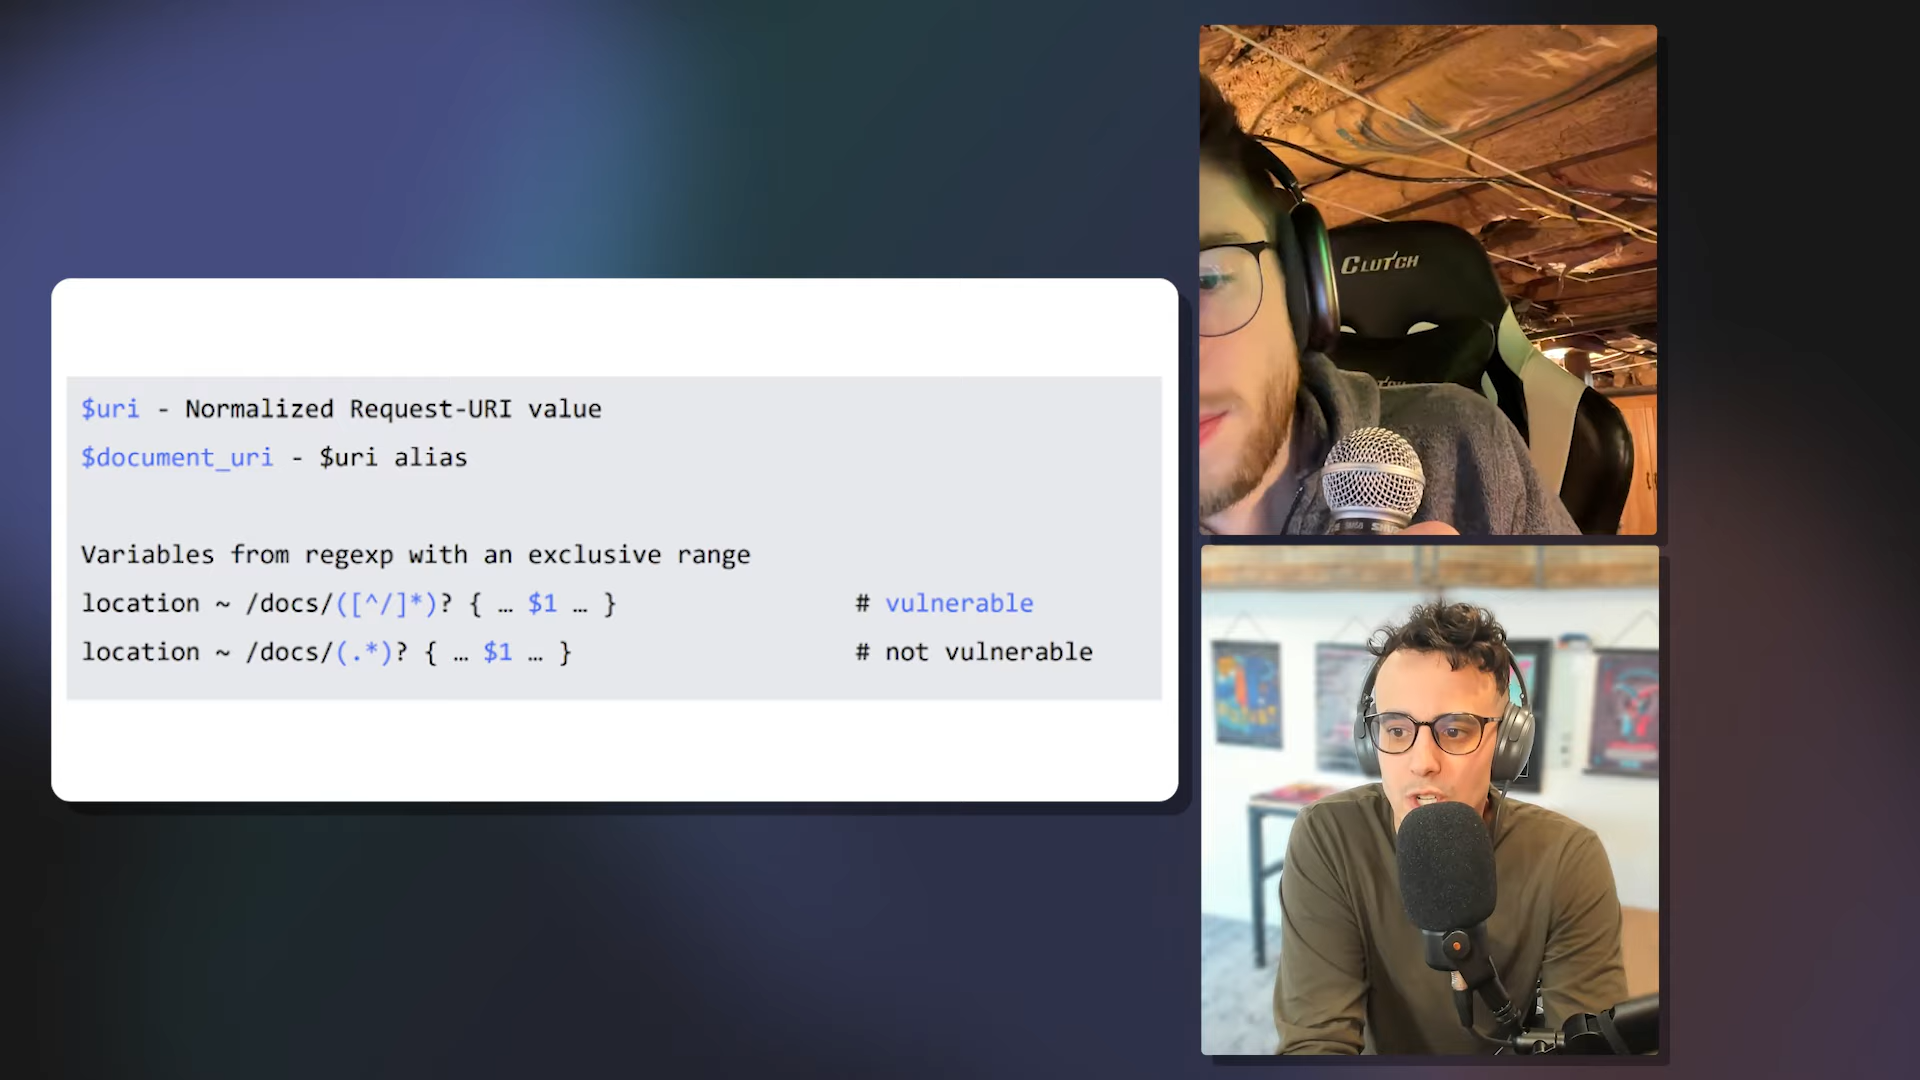 $uri - Normalized Request-URI value
$document_uri - $uri alias
Variables from regexp with an exclusive range
location ~ /docs/([^/]*)? { … $1 … } # vulnerable
location ~ /docs/(.*)? { … $1 … } # not vulnerable
CLUTCH